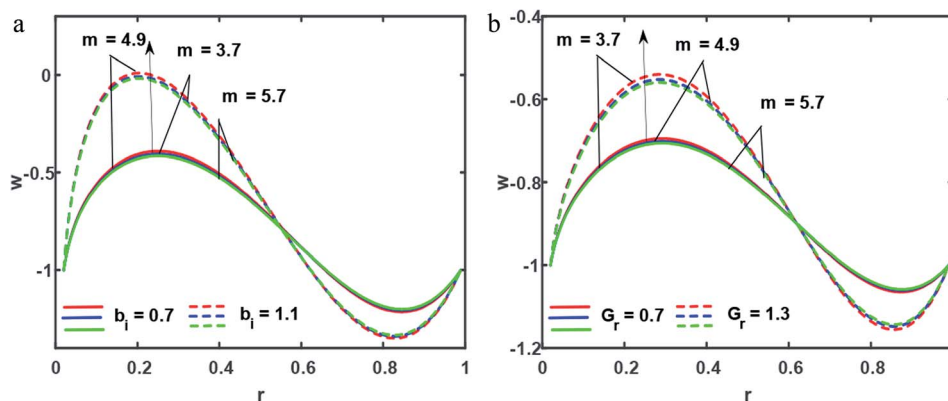 a
0
-0.5
-1
w
m = 4.9
m = 3.7
m = 5.7
b_i = 0.7
b_i = 1.1
0
0.2
0.4
0.6
0.8
1
r
b
-0.4
-0.6
-0.8
-1
-1.2
w
m = 3.7
m = 4.9
m = 5.7
G_r = 0.7
G_r = 1.3
0
0.2
0.4
0.6
0.8
r